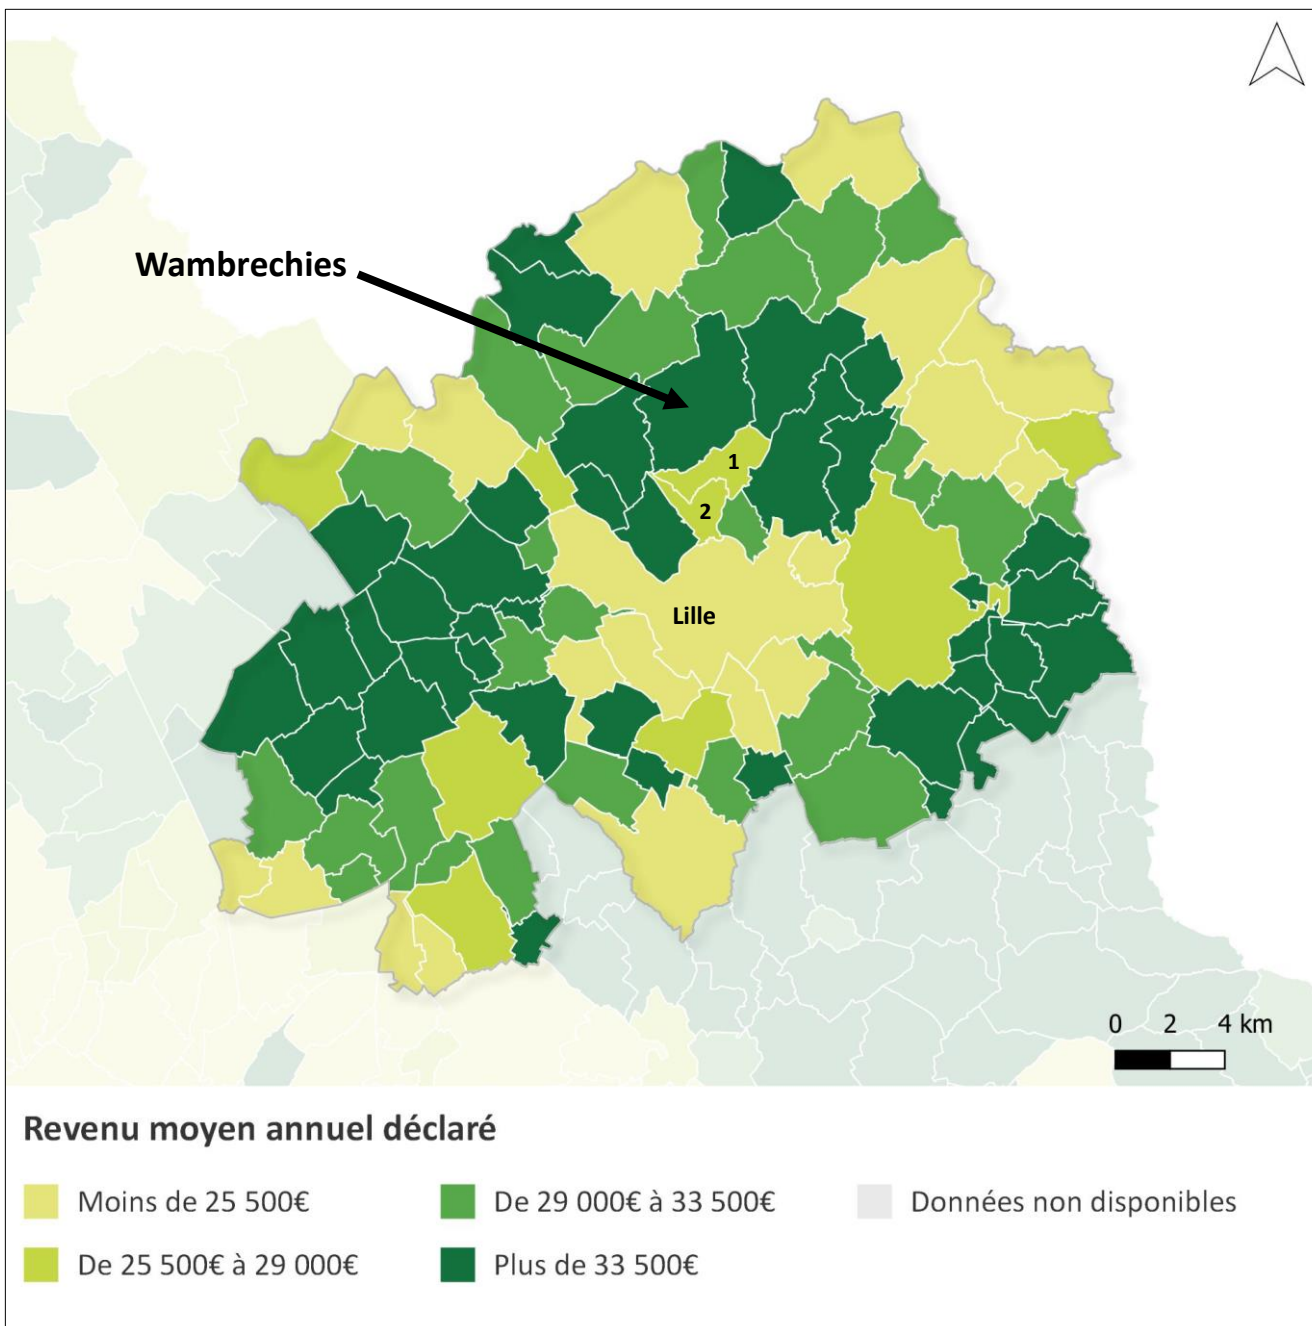 Wambrechies
1
2
Lille
0 2 4 km
Revenu moyen annuel déclaré
Moins de 25 500€
De 29 000€ à 33 500€
Données non disponibles
De 25 500€ à 29 000€
Plus de 33 500€